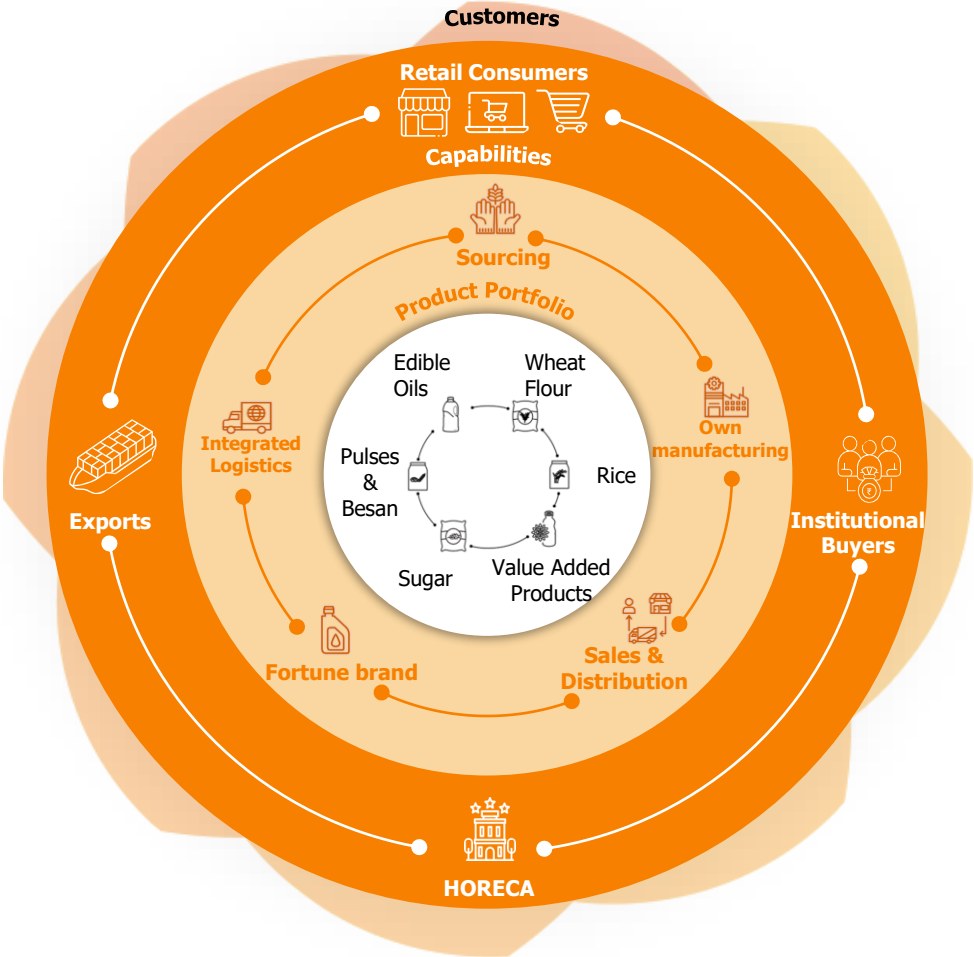 Customers
Retail Consumers
Capabilities
Sourcing
Product Portfolio
Edible
Oils
Wheat
Flour
Pulses
&
Besan
Rice
Sugar
Value Added
Products
Integrated
Logistics
Own
manufacturing
Fortune brand
Sales &
Distribution
Exports
Institutional
Buyers
HORECA